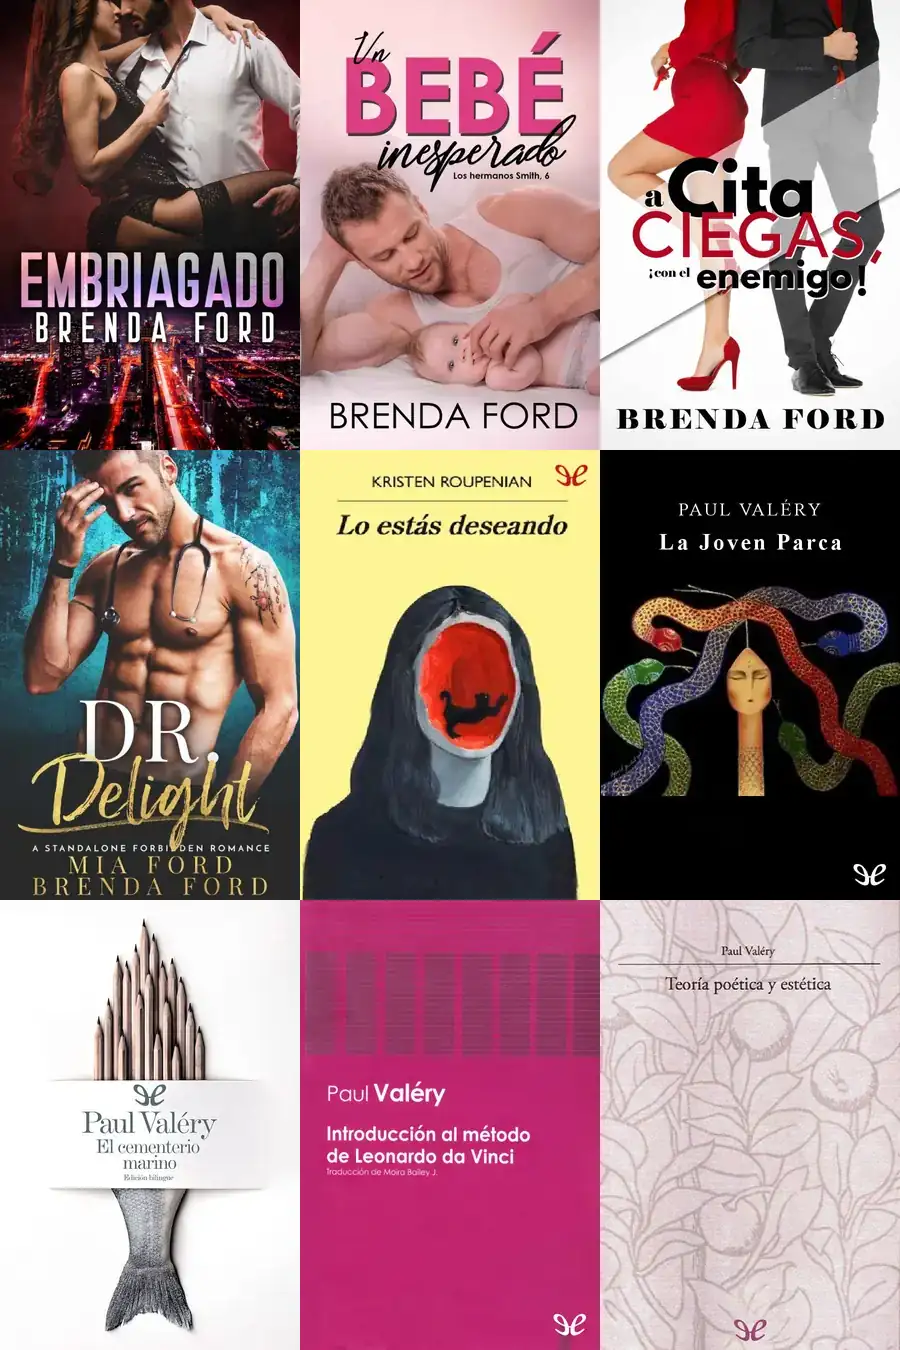 EMBRIAGADO
BRENDA FORD
Un
BEBÉ
inesperado
Los hermanos Smith, 6
BRENDA FORD
a Cita
CIEGAS,
¡con el enemigo!
BRENDA FORD
DR.
Delight
A STANDALONE FORBIDDEN ROMANCE
MIA FORD
BRENDA FORD
KRISTEN ROUPENIAN
Lo estás deseando
PAUL VALÉRY
La Joven Parca
Paul Valéry
El cementerio
marino
Edición bilingüe
Paul Valéry
Introducción al método
de Leonardo da Vinci
Traducción de Moira Bailey J.
Paul Valéry
Teoría poética y estética